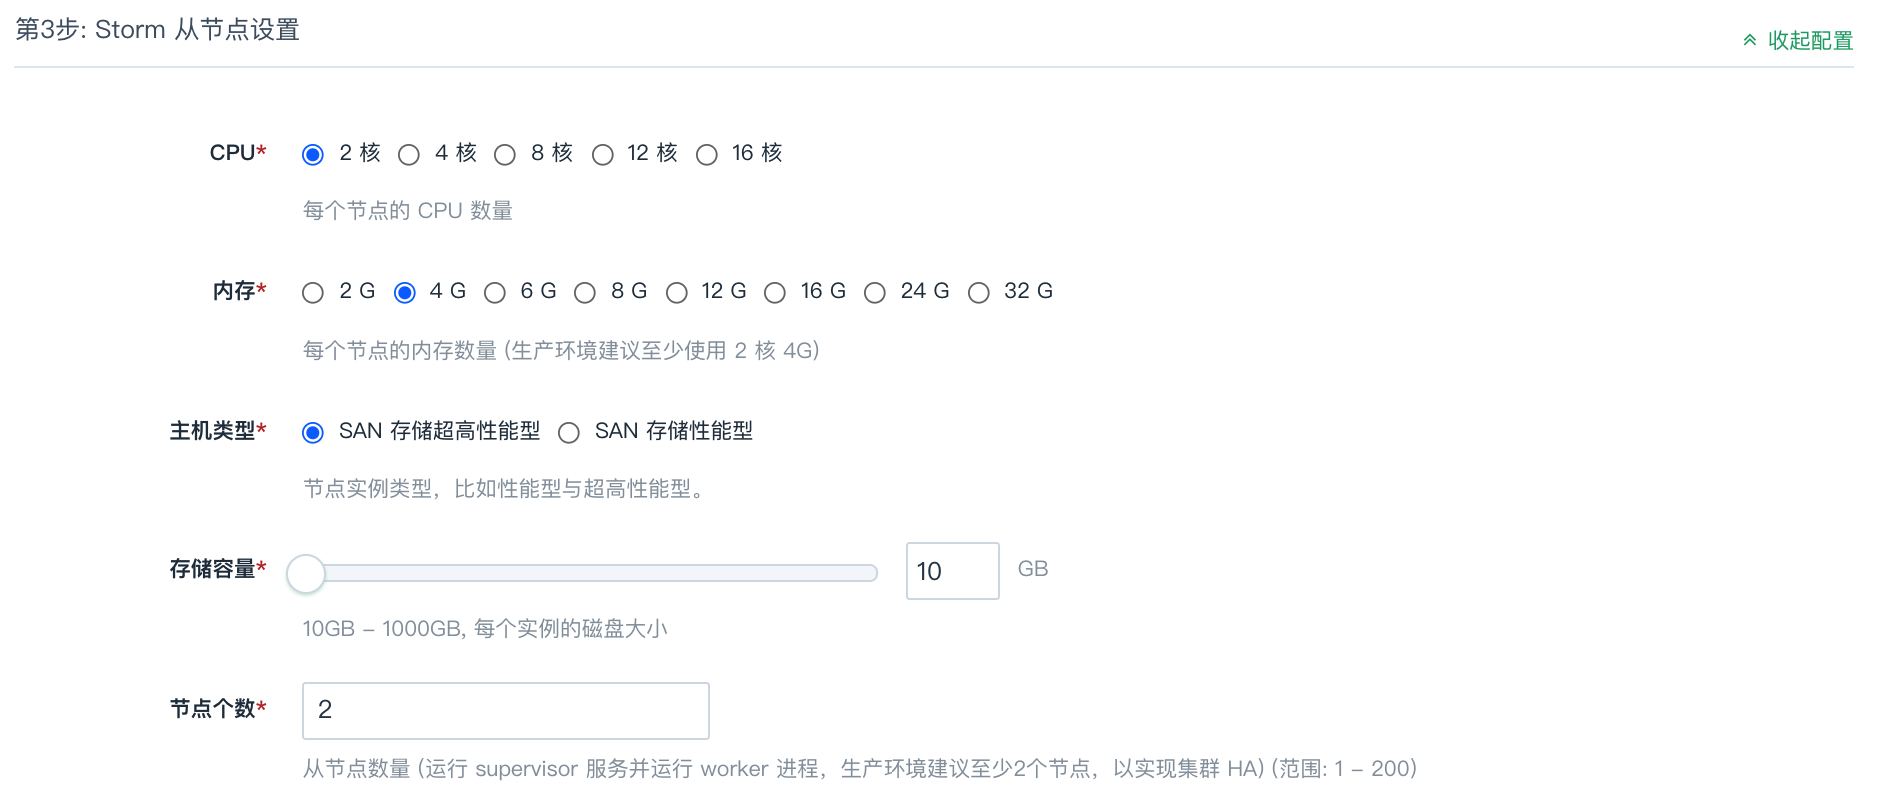 第3步: Storm 从节点设置
收起配置
CPU* 2 核 4 核 8 核 12 核 16 核
每个节点的 CPU 数量
内存* 2 G 4 G 6 G 8 G 12 G 16 G 24 G 32 G
每个节点的内存数量 (生产环境建议至少使用 2 核 4G)
主机类型* SAN 存储超高性能型 SAN 存储性能型
节点实例类型，比如性能型与超高性能型。
存储容量* 10 GB
10GB – 1000GB, 每个实例的磁盘大小
节点个数* 2
从节点数量 (运行 supervisor 服务并运行 worker 进程，生产环境建议至少2个节点，以实现集群 HA) (范围: 1 – 200)